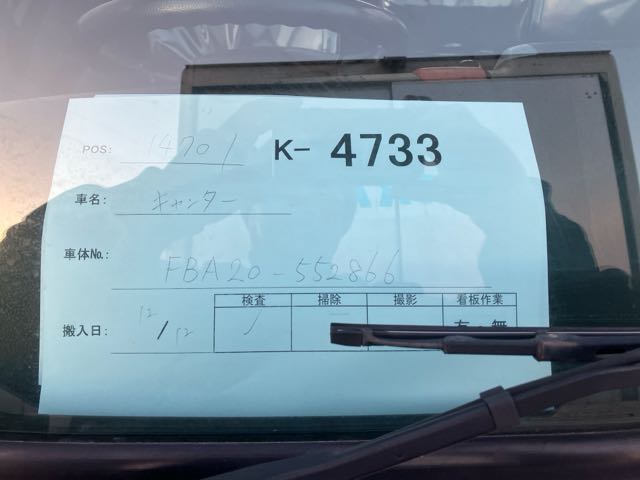 POS: 14701 K- 4733
車名: キャンター
車体No.: FBA20-552866
検査 掃除 撮影 看板作業
搬入日: 12/12 有・無